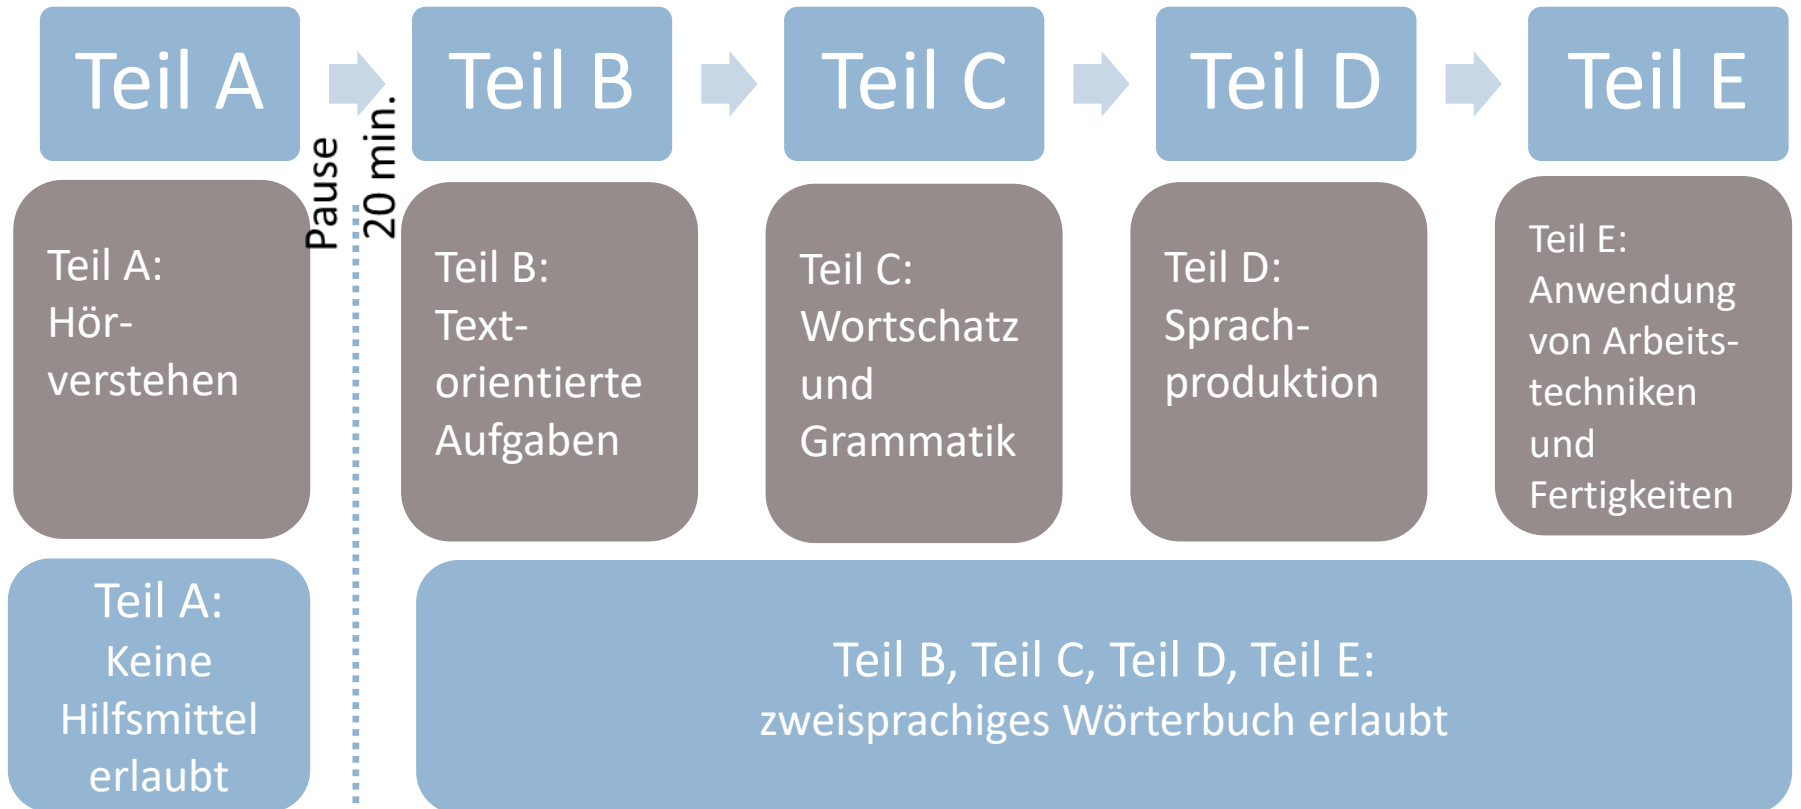 Teil A
Teil B
Teil C
Teil D
Teil E
Pause
20 min.
Teil A:
Hör-
verstehen
Teil B:
Text-
orientierte
Aufgaben
Teil C:
Wortschatz
und
Grammatik
Teil D:
Sprach-
produktion
Teil E:
Anwendung
von Arbeits-
techniken
und
Fertigkeiten
Teil A:
Keine
Hilfsmittel
erlaubt
Teil B, Teil C, Teil D, Teil E:
zweisprachiges Wörterbuch erlaubt